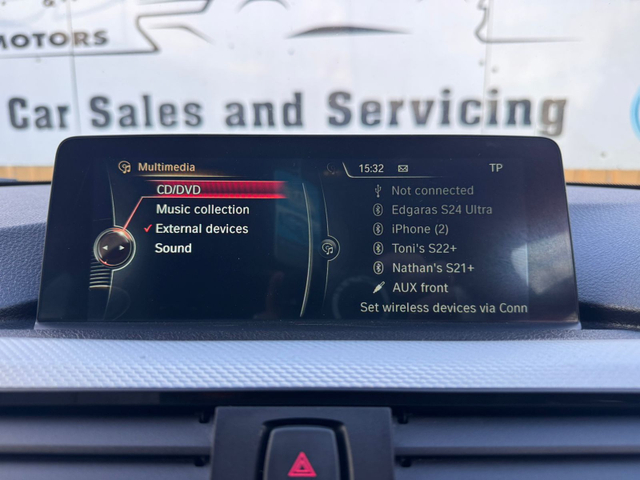 & T
MOTORS
Car Sales and Servicing
Multimedia
15:32
TP
CD/DVD
Music collection
External devices
Sound
Not connected
Edgaras S24 Ultra
iPhone (2)
Toni's S22+
Nathan's S21+
AUX front
Set wireless devices via Conn